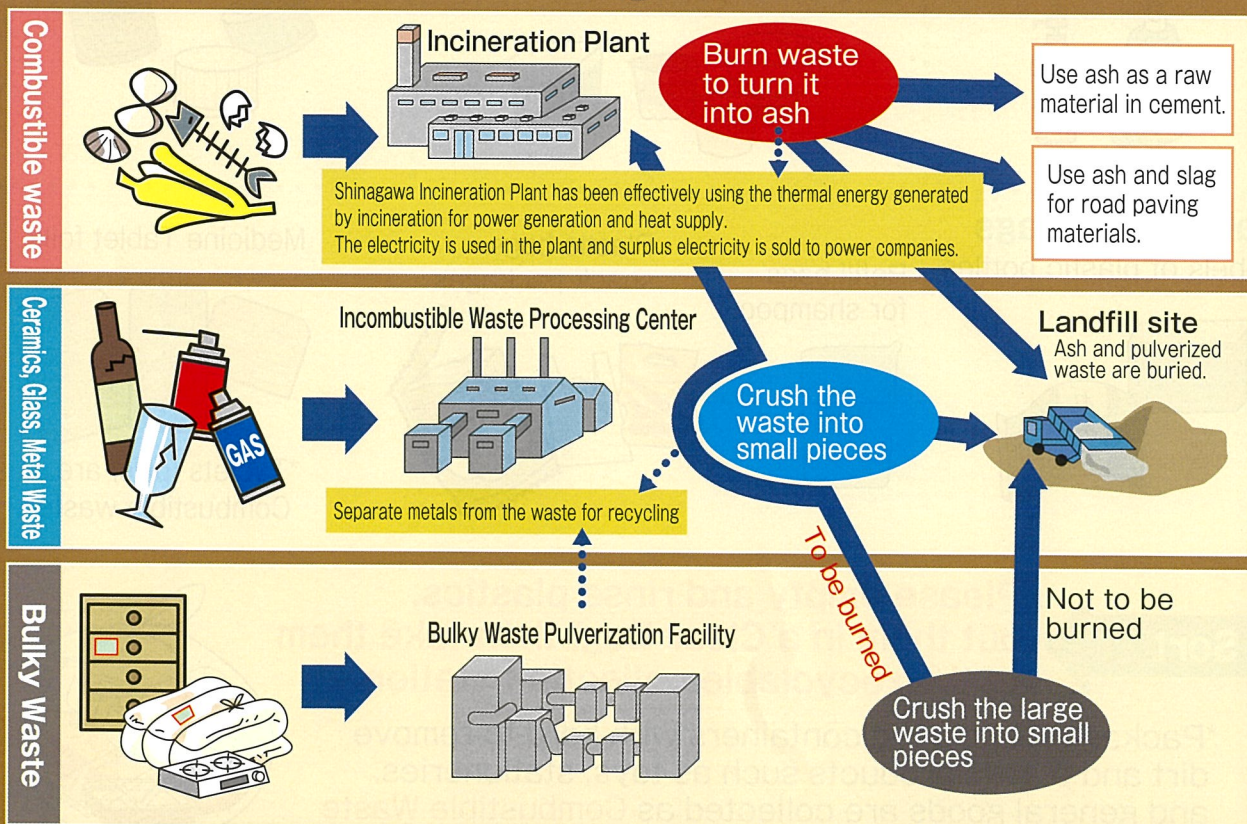 Combustible waste
Incineration Plant
Burn waste
to turn it
into ash
Use ash as a raw
material in cement.
Use ash and slag
for road paving
materials.
Shinagawa Incineration Plant has been effectively using the thermal energy generated
by incineration for power generation and heat supply.
The electricity is used in the plant and surplus electricity is sold to power companies.
Ceramics, Glass, Metal Waste
GAS
Incombustible Waste Processing Center
Crush the
waste into
small pieces
Landfill site
Ash and pulverized
waste are buried.
Separate metals from the waste for recycling
Bulky Waste
Bulky Waste Pulverization Facility
To be burned
Not to be
burned
Crush the large
waste into small
pieces